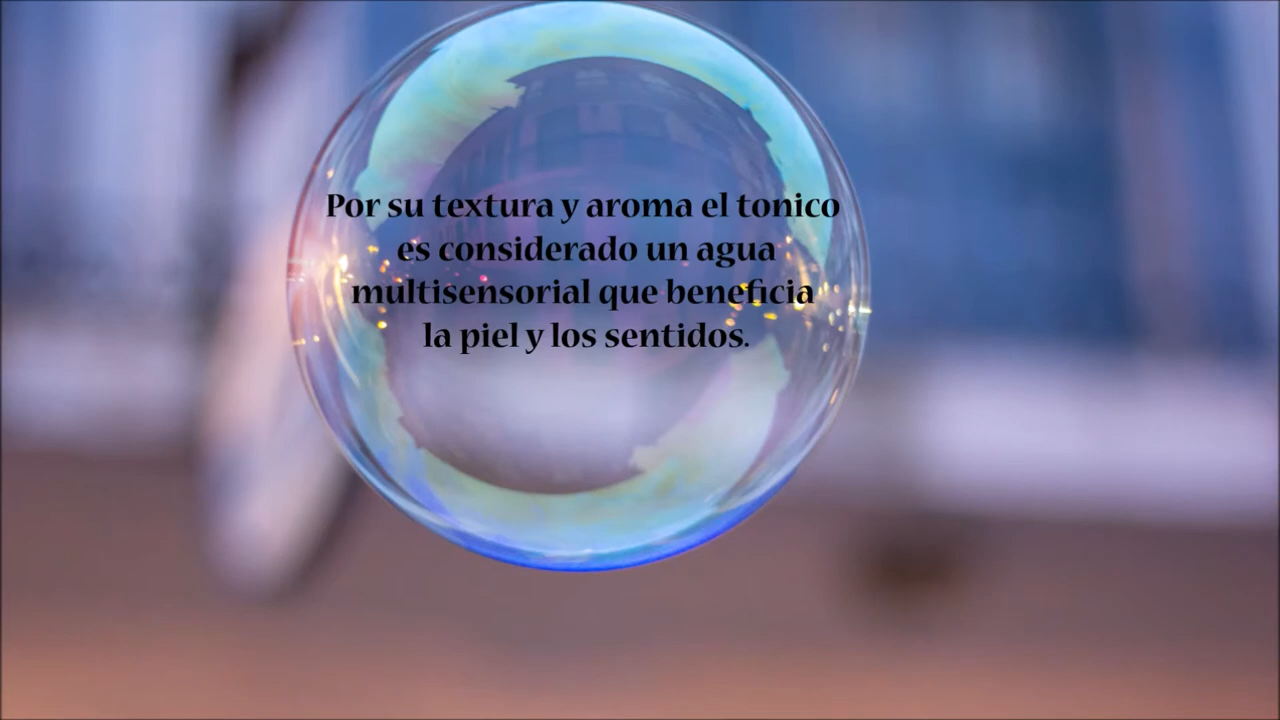 Por su textura y aroma el tonico
es considerado un agua
multisensorial que beneficia
la piel y los sentidos.